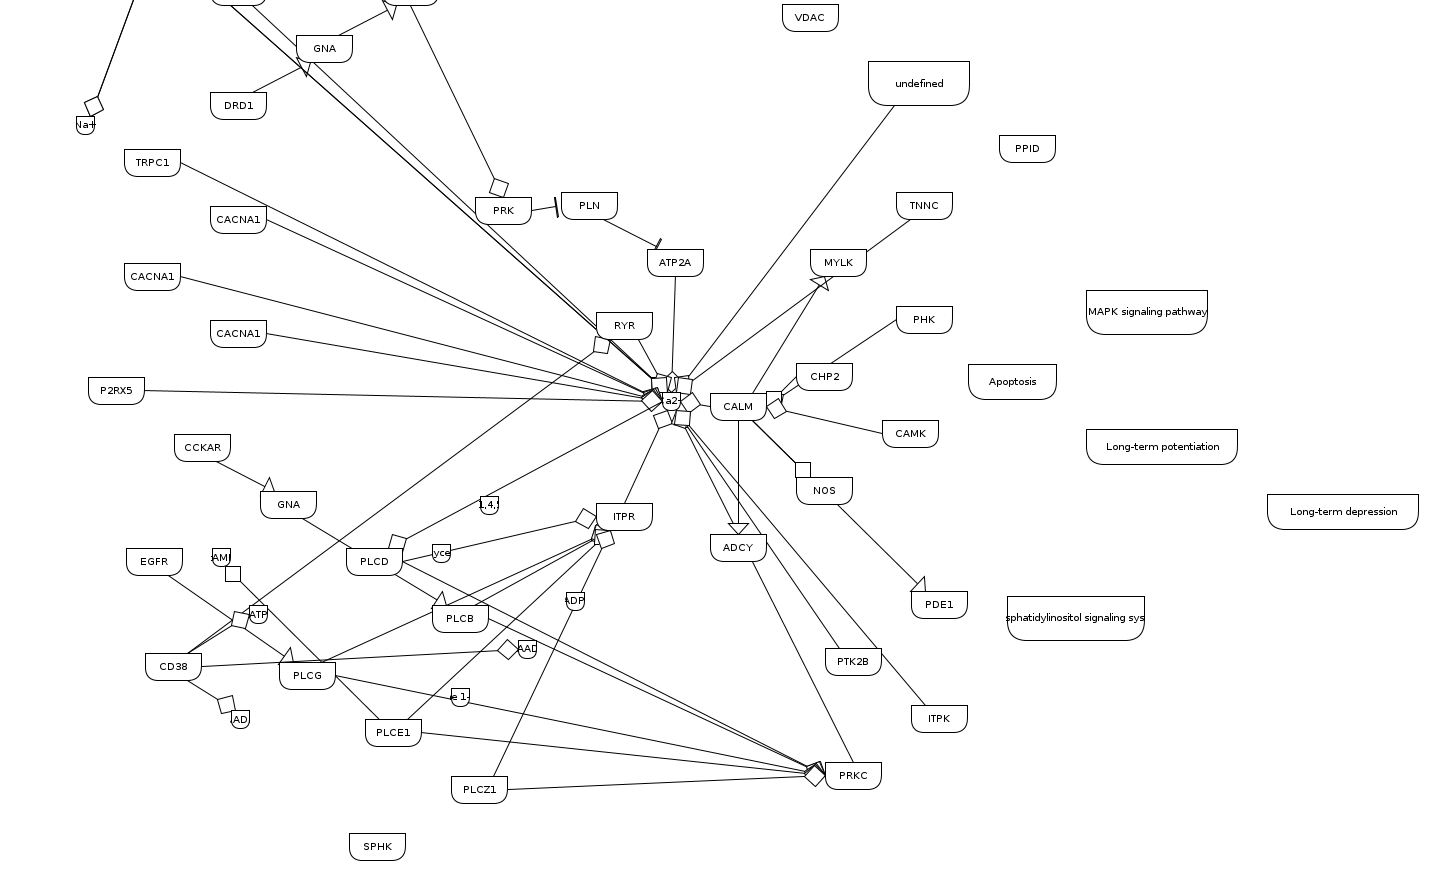 VDAC
GNA
undefined
DRD1
Na+
PPID
TRPC1
PRK
PLN
TNNC
CACNA1
ATP2A
MYLK
CACNA1
MAPK signaling pathway
RYR
PHK
CACNA1
CHP2
Apoptosis
P2RX5
a2+
CALM
CAMK
CCKAR
Long-term potentiation
NOS
GNA
1,4,5
Long-term depression
ITPR
ADCY
EGFR
AMI
PLCD
yce
ADP
PDE1
ATP
PLCB
sphatidylinositol signaling sys
AAD
PTK2B
CD38
PLCG
e 1-
AD
ITPK
PLCE1
PRKC
PLCZ1
SPHK